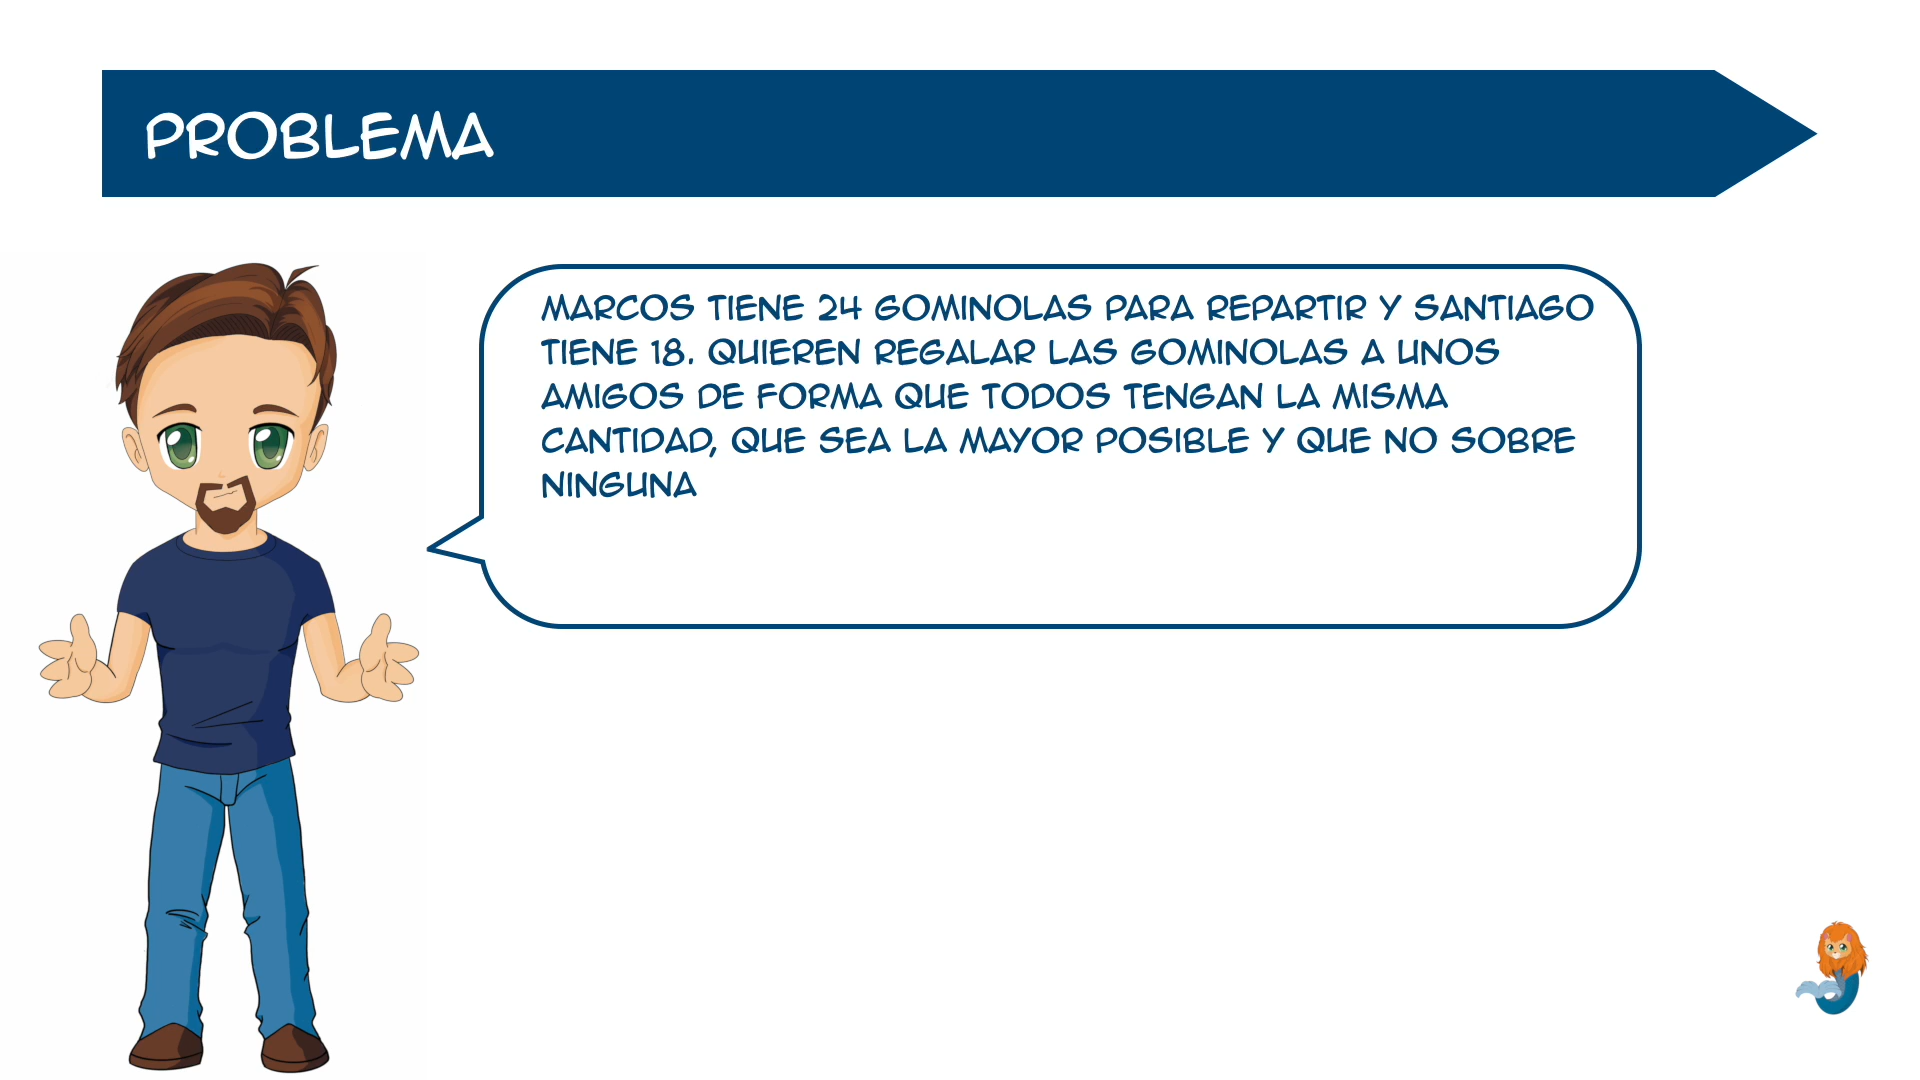 PROBLEMA
MARCOS TIENE 24 GOMINOLAS PARA REPARTIR Y SANTIAGO
TIENE 18. QUIEREN REGALAR LAS GOMINOLAS A UNOS
AMIGOS DE FORMA QUE TODOS TENGAN LA MISMA
CANTIDAD, QUE SEA LA MAYOR POSIBLE Y QUE NO SOBRE
NINGUNA